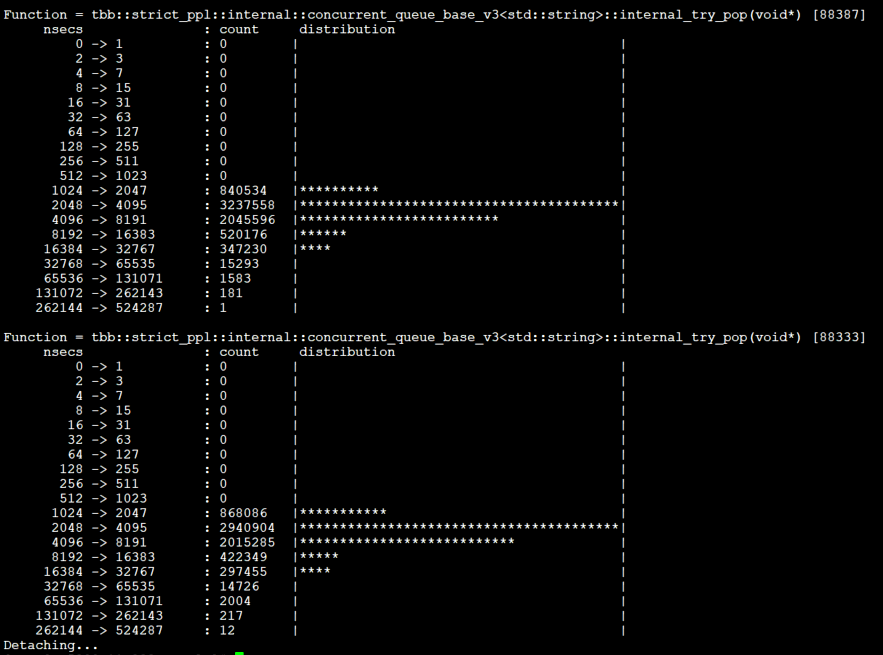 Function = tbb::strict_ppl::internal::concurrent_queue_base_v3<std::string>::internal_try_pop(void*) [88387]
     nsecs               : count     distribution
         0 -> 1          : 0        |                                        |
         2 -> 3          : 0        |                                        |
         4 -> 7          : 0        |                                        |
         8 -> 15         : 0        |                                        |
        16 -> 31         : 0        |                                        |
        32 -> 63         : 0        |                                        |
        64 -> 127        : 0        |                                        |
       128 -> 255        : 0        |                                        |
       256 -> 511        : 0        |                                        |
       512 -> 1023       : 0        |                                        |
      1024 -> 2047       : 840534   |**********                              |
      2048 -> 4095       : 3237558  |****************************************|
      4096 -> 8191       : 2045596  |*************************               |
      8192 -> 16383      : 520176   |******                                  |
     16384 -> 32767      : 347230   |****                                    |
     32768 -> 65535      : 15293    |                                        |
     65536 -> 131071     : 1583     |                                        |
    131072 -> 262143     : 181      |                                        |
    262144 -> 524287     : 1        |                                        |
Function = tbb::strict_ppl::internal::concurrent_queue_base_v3<std::string>::internal_try_pop(void*) [88333]
     nsecs               : count     distribution
         0 -> 1          : 0        |                                        |
         2 -> 3          : 0        |                                        |
         4 -> 7          : 0        |                                        |
         8 -> 15         : 0        |                                        |
        16 -> 31         : 0        |                                        |
        32 -> 63         : 0        |                                        |
        64 -> 127        : 0        |                                        |
       128 -> 255        : 0        |                                        |
       256 -> 511        : 0        |                                        |
       512 -> 1023       : 0        |                                        |
      1024 -> 2047       : 868086   |***********                             |
      2048 -> 4095       : 2940904  |****************************************|
      4096 -> 8191       : 2015285  |***************************             |
      8192 -> 16383      : 422349   |*****                                   |
     16384 -> 32767      : 297455   |****                                    |
     32768 -> 65535      : 14726    |                                        |
     65536 -> 131071     : 2004     |                                        |
    131072 -> 262143     : 217      |                                        |
    262144 -> 524287     : 12       |                                        |
Detaching...